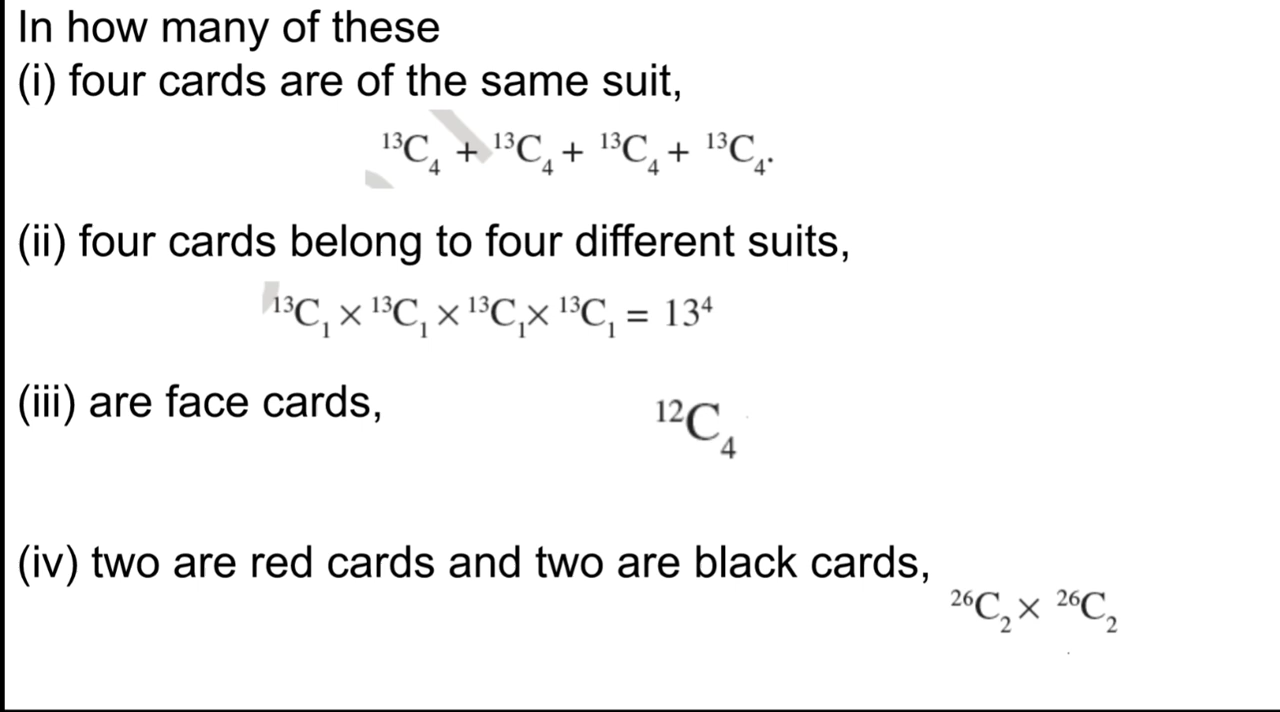 In how many of these
(i) four cards are of the same suit,
¹³C₄ + ¹³C₄ + ¹³C₄ + ¹³C₄.
(ii) four cards belong to four different suits,
¹³C₁ × ¹³C₁ × ¹³C₁ × ¹³C₁ = 13⁴
(iii) are face cards, ¹²C₄
(iv) two are red cards and two are black cards,
²⁶C₂ × ²⁶C₂